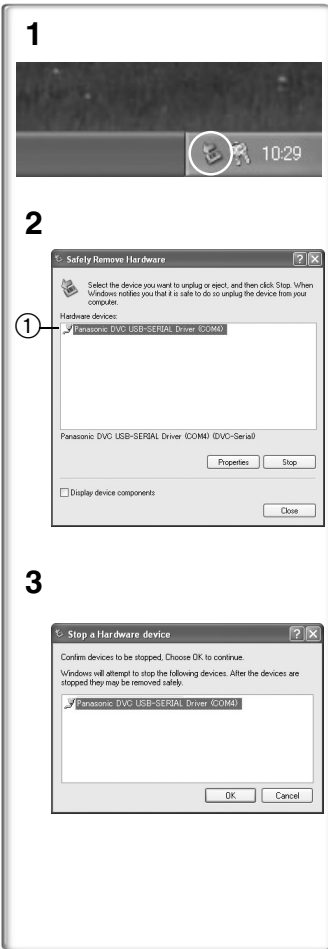 1
10:29
2
Safely Remove Hardware
Select the device you want to unplug or eject, and then click Stop. When
Windows notifies you that it is safe to do so unplug the device from your
computer.
Hardware devices:
① Panasonic DVC USB-SERIAL Driver (COM4)
Panasonic DVC USB-SERIAL Driver (COM4) (DVC-Serial)
Properties Stop
Display device components
Close
3
Stop a Hardware device
Confirm devices to be stopped, Choose OK to continue.
Windows will attempt to stop the following devices. After the devices are
stopped they may be removed safely.
Panasonic DVC USB-SERIAL Driver (COM4)
OK Cancel